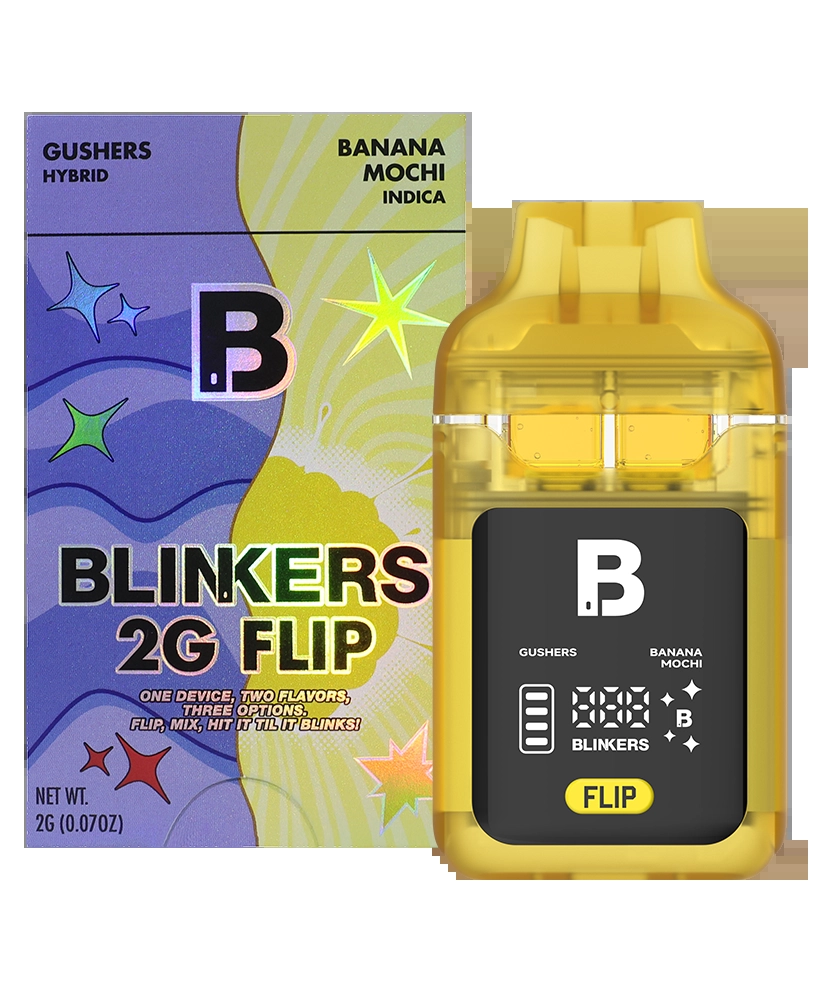 GUSHERS
HYBRID
BANANA
MOCHI
INDICA
B
BLINKERS
2G FLIP
ONE DEVICE, TWO FLAVORS,
THREE OPTIONS.
FLIP, MIX, HIT IT TIL IT BLINKS!
NET WT.
2G (0.07OZ)
B
GUSHERS
BANANA
MOCHI
888
B
BLINKERS
FLIP